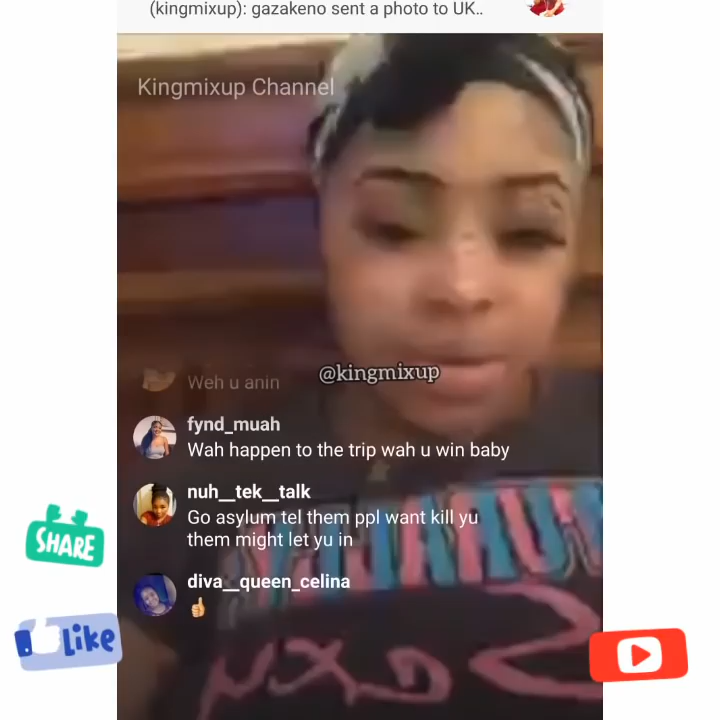 (kingmixup): gazakeno sent a photo to UK..
Kingmixup Channel
Weh u anin
@kingmixup
fynd_muah
Wah happen to the trip wah u win baby
nuh__tek__talk
Go asylum tel them ppl want kill yu
them might let yu in
diva__queen_celina
👍🏼
SHARE
Like